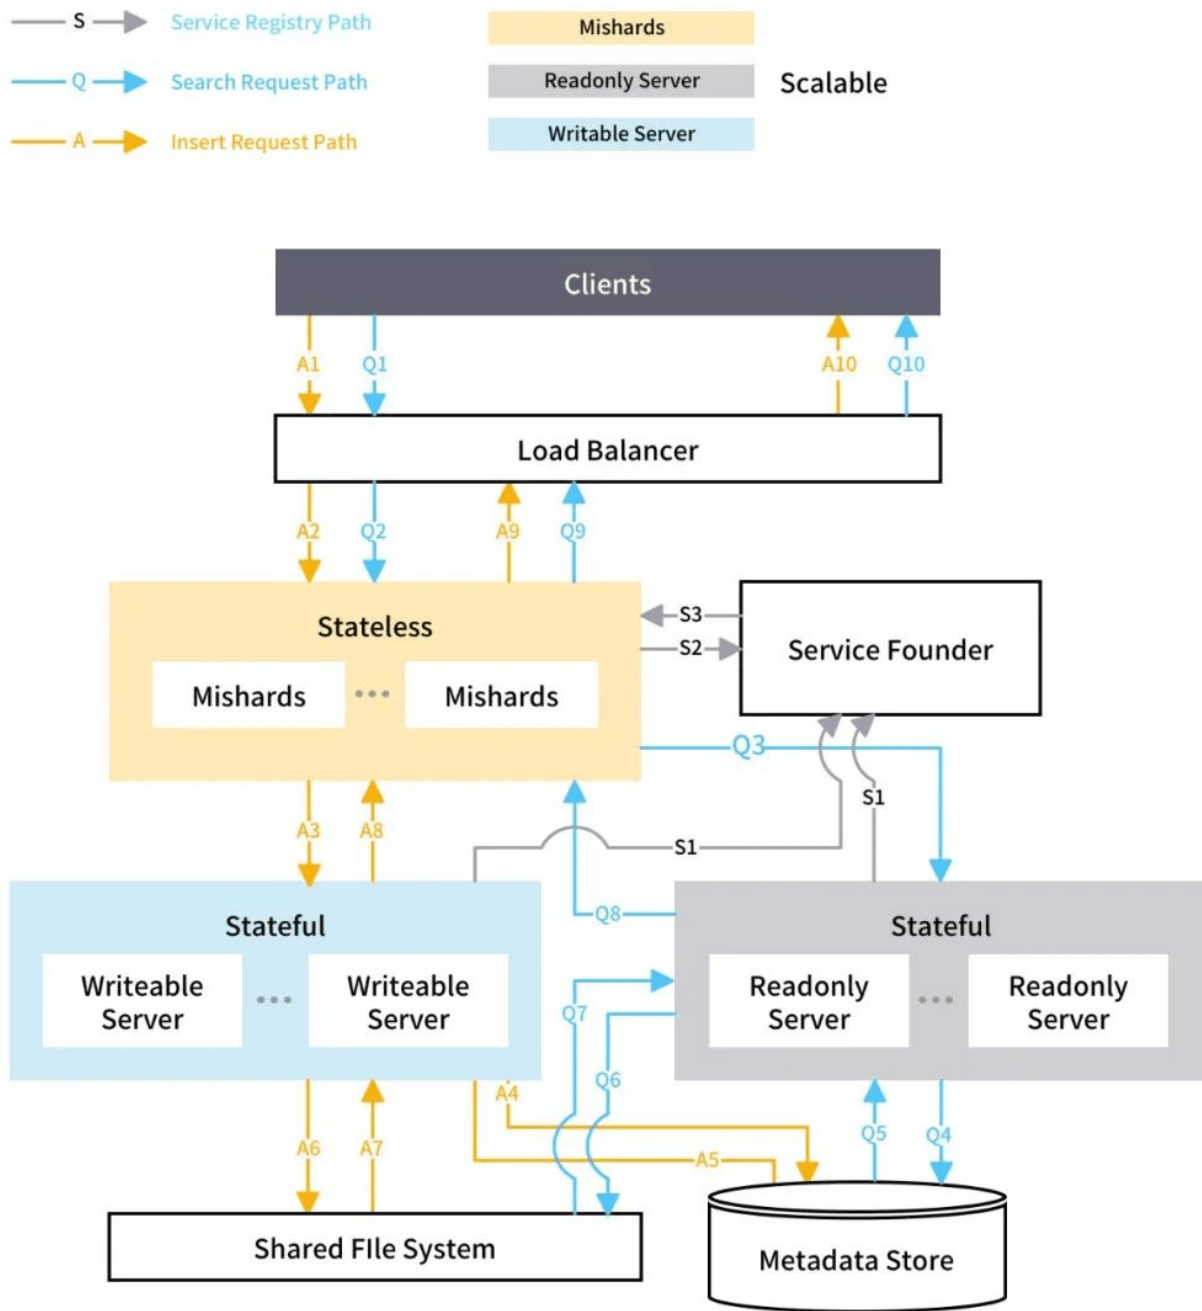 S
Service Registry Path
Mishards
Q
Search Request Path
Readonly Server
Scalable
A
Insert Request Path
Writable Server
Clients
A1
Q1
A10
Q10
Load Balancer
A2
Q2
A9
Q9
Stateless
Mishards
Mishards
S3
S2
Service Founder
Q3
S1
A3
A8
S1
Stateful
Writeable
Server
Writeable
Server
Q8
Stateful
Readonly
Server
Readonly
Server
Q7
Q6
A4
A6
A7
A5
Q5
Q4
Shared FIle System
Metadata Store